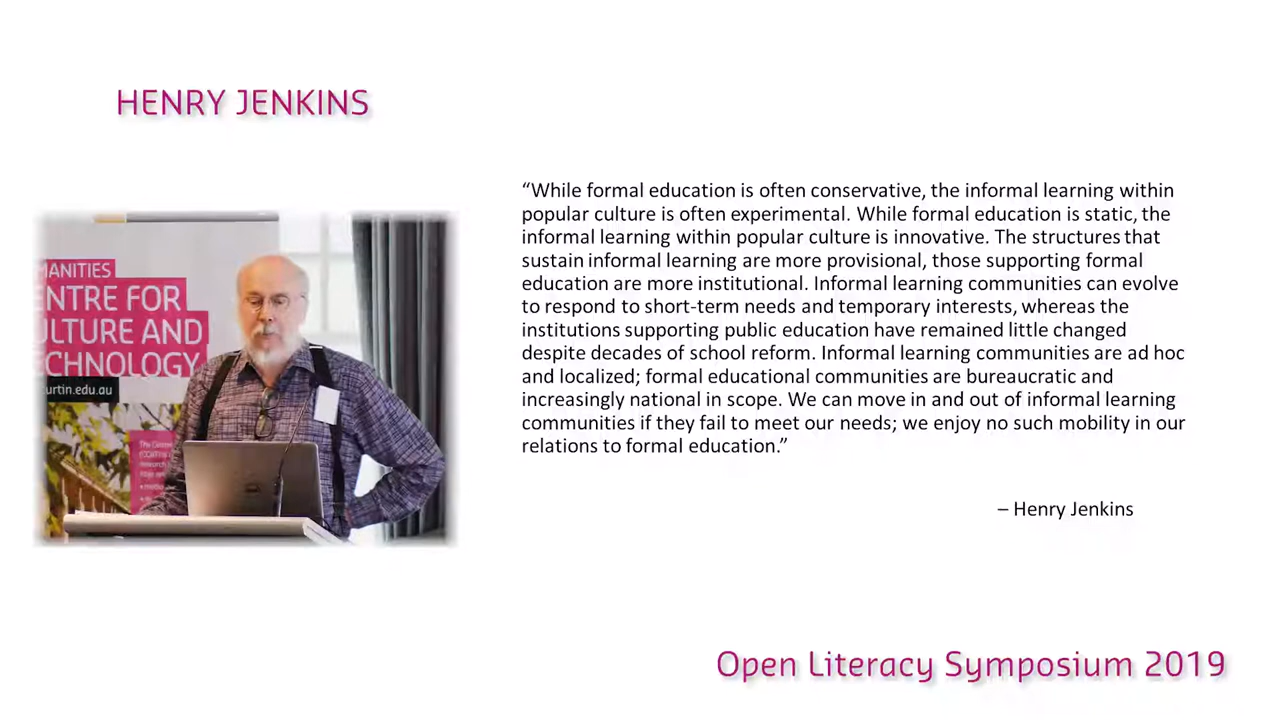 HENRY JENKINS
MANITIES
ENTRE FOR
ULTURE AND
ECHNOLOGY
urtin.edu.au
“While formal education is often conservative, the informal learning within
popular culture is often experimental. While formal education is static, the
informal learning within popular culture is innovative. The structures that
sustain informal learning are more provisional, those supporting formal
education are more institutional. Informal learning communities can evolve
to respond to short-term needs and temporary interests, whereas the
institutions supporting public education have remained little changed
despite decades of school reform. Informal learning communities are ad hoc
and localized; formal educational communities are bureaucratic and
increasingly national in scope. We can move in and out of informal learning
communities if they fail to meet our needs; we enjoy no such mobility in our
relations to formal education.”
– Henry Jenkins
Open Literacy Symposium 2019